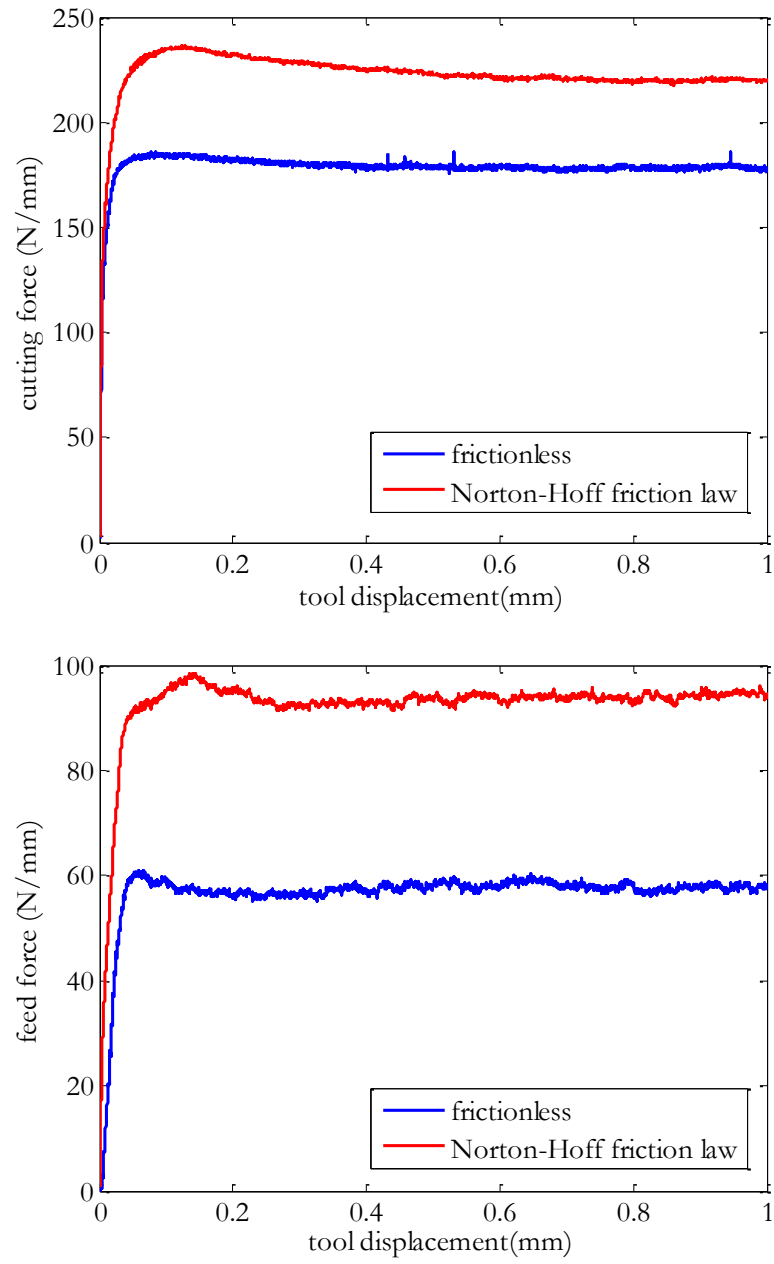 250
200
150
100
50
0
cutting force (N/mm)
frictionless
Norton-Hoff friction law
0 0.2 0.4 0.6 0.8 1
tool displacement(mm)
100
80
60
40
20
0
feed force (N/mm)
frictionless
Norton-Hoff friction law
0 0.2 0.4 0.6 0.8 1
tool displacement(mm)